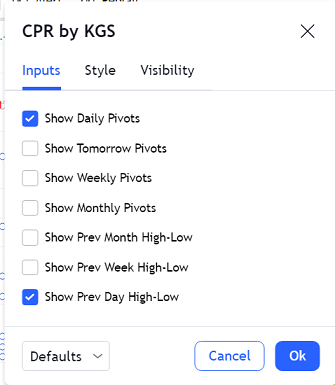 CPR by KGS
Inputs Style Visibility
Show Daily Pivots
Show Tomorrow Pivots
Show Weekly Pivots
Show Monthly Pivots
Show Prev Month High-Low
Show Prev Week High-Low
Show Prev Day High-Low
Defaults Cancel Ok